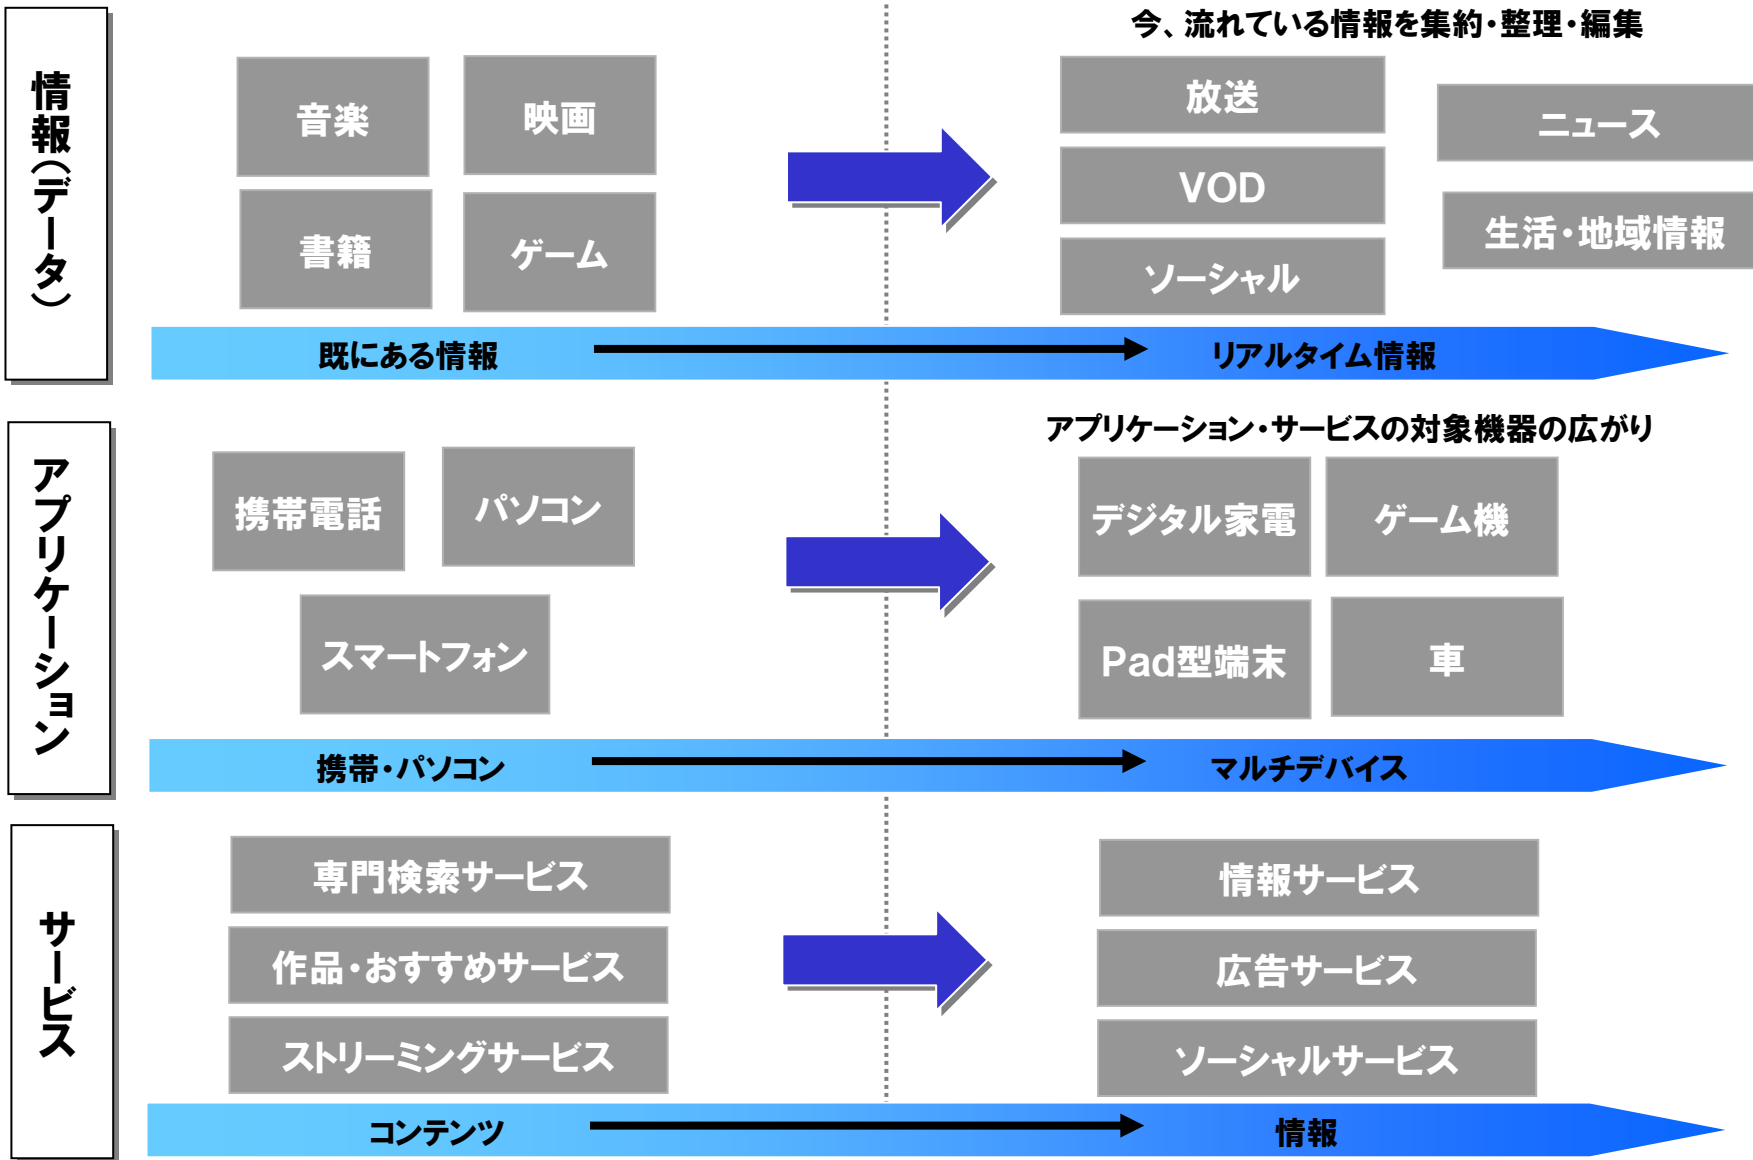 情報(データ)
今、流れている情報を集約・整理・編集
音楽
映画
書籍
ゲーム
放送
VOD
ソーシャル
ニュース
生活・地域情報
既にある情報
リアルタイム情報
アプリケーション
アプリケーション・サービスの対象機器の広がり
携帯電話
パソコン
スマートフォン
デジタル家電
ゲーム機
Pad型端末
車
携帯・パソコン
マルチデバイス
サービス
専門検索サービス
作品・おすすめサービス
ストリーミングサービス
情報サービス
広告サービス
ソーシャルサービス
コンテンツ
情報